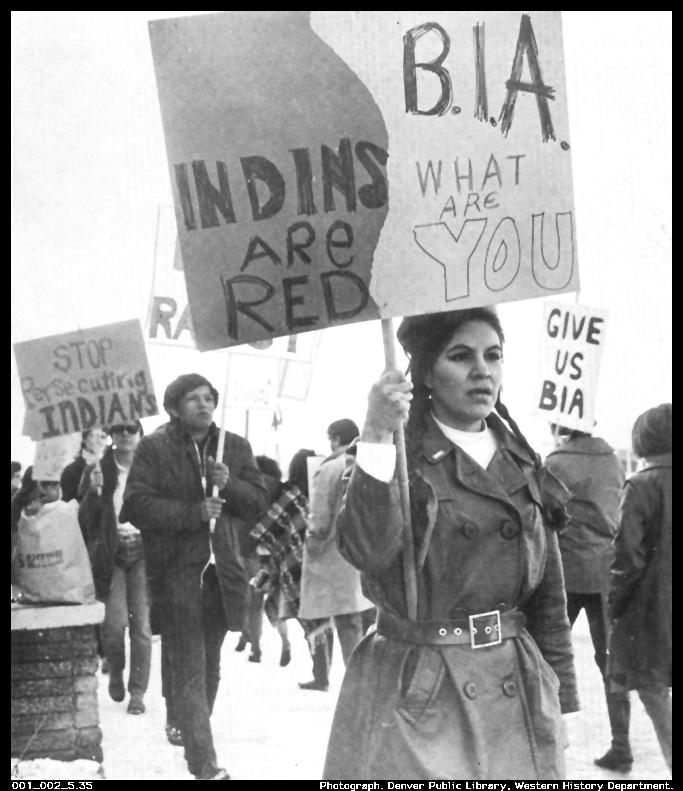 INDINS
ARE
RED
B.I.A.
WHAT
ARE
YOU
STOP
Persecuting
INDIANS
GIVE
US
BIA
001_002_5.35
Photograph. Denver Public Library, Western History Department.